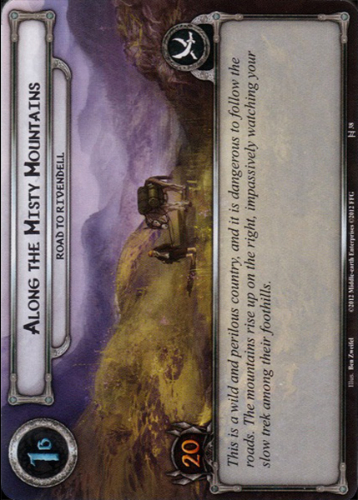 1B
ALONG THE MISTY MOUNTAINS
ROAD TO RIVENDELL
20
This is a wild and perilous country, and it is dangerous to follow the
roads. The mountains rise up on the right, impassively watching your
slow trek among their foothills.
Illus. Ben Zweifel ©2012 Middle-earth Enterprises ©2012 FFG 38